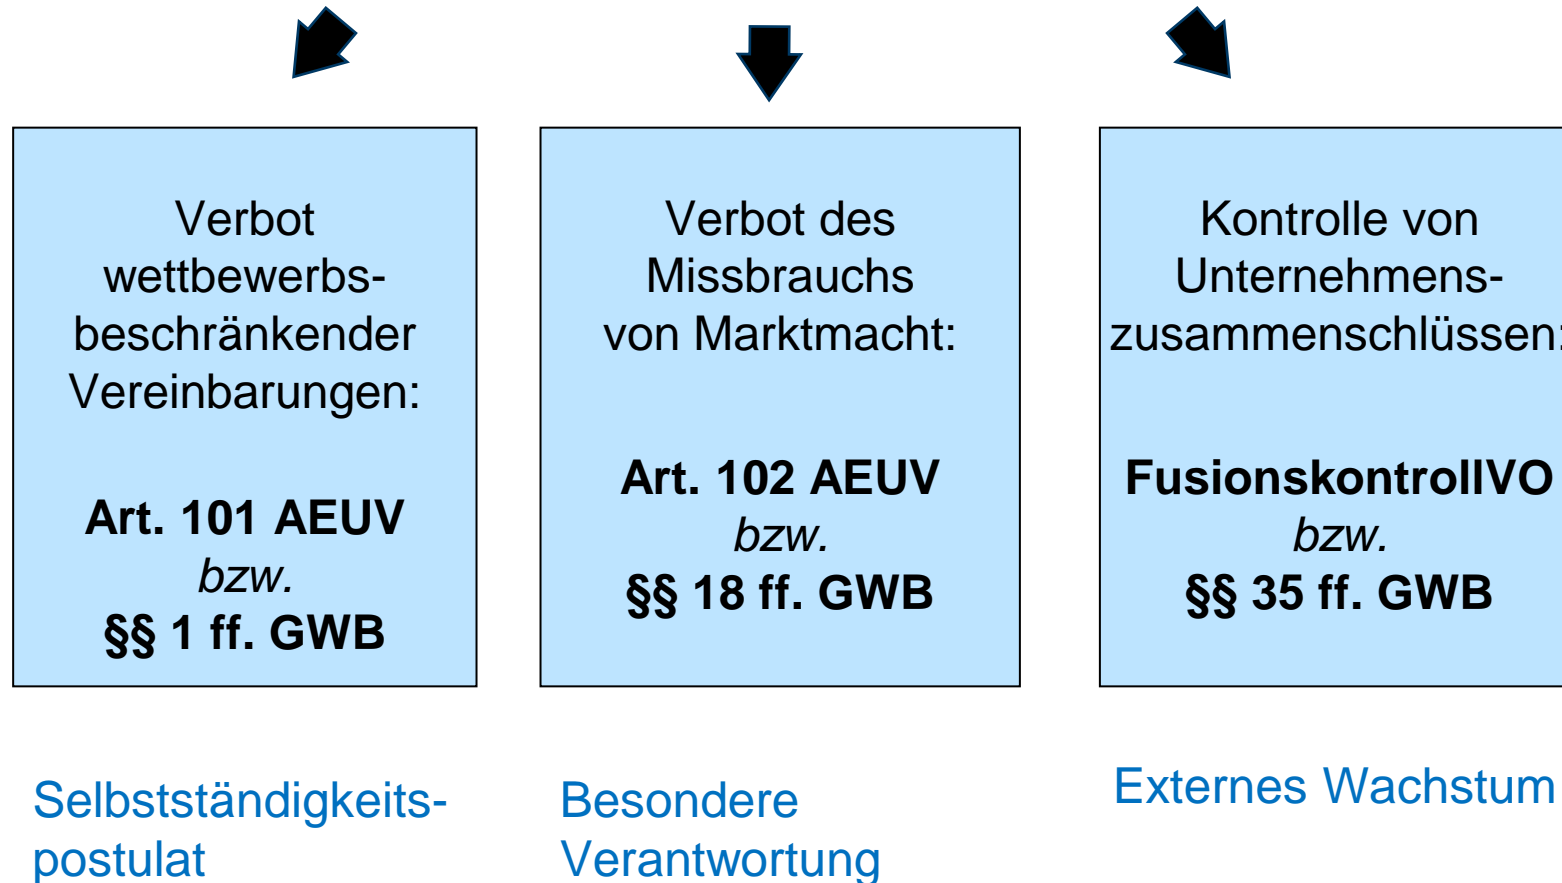 Verbot
wettbewerbs-
beschränkender
Vereinbarungen:
Art. 101 AEUV
bzw.
§§ 1 ff. GWB
Verbot des
Missbrauchs
von Marktmacht:
Art. 102 AEUV
bzw.
§§ 18 ff. GWB
Kontrolle von
Unternehmens-
zusammenschlüssen:
FusionskontrollVO
bzw.
§§ 35 ff. GWB
Selbstständigkeits-
postulat
Besondere
Verantwortung
Externes Wachstum